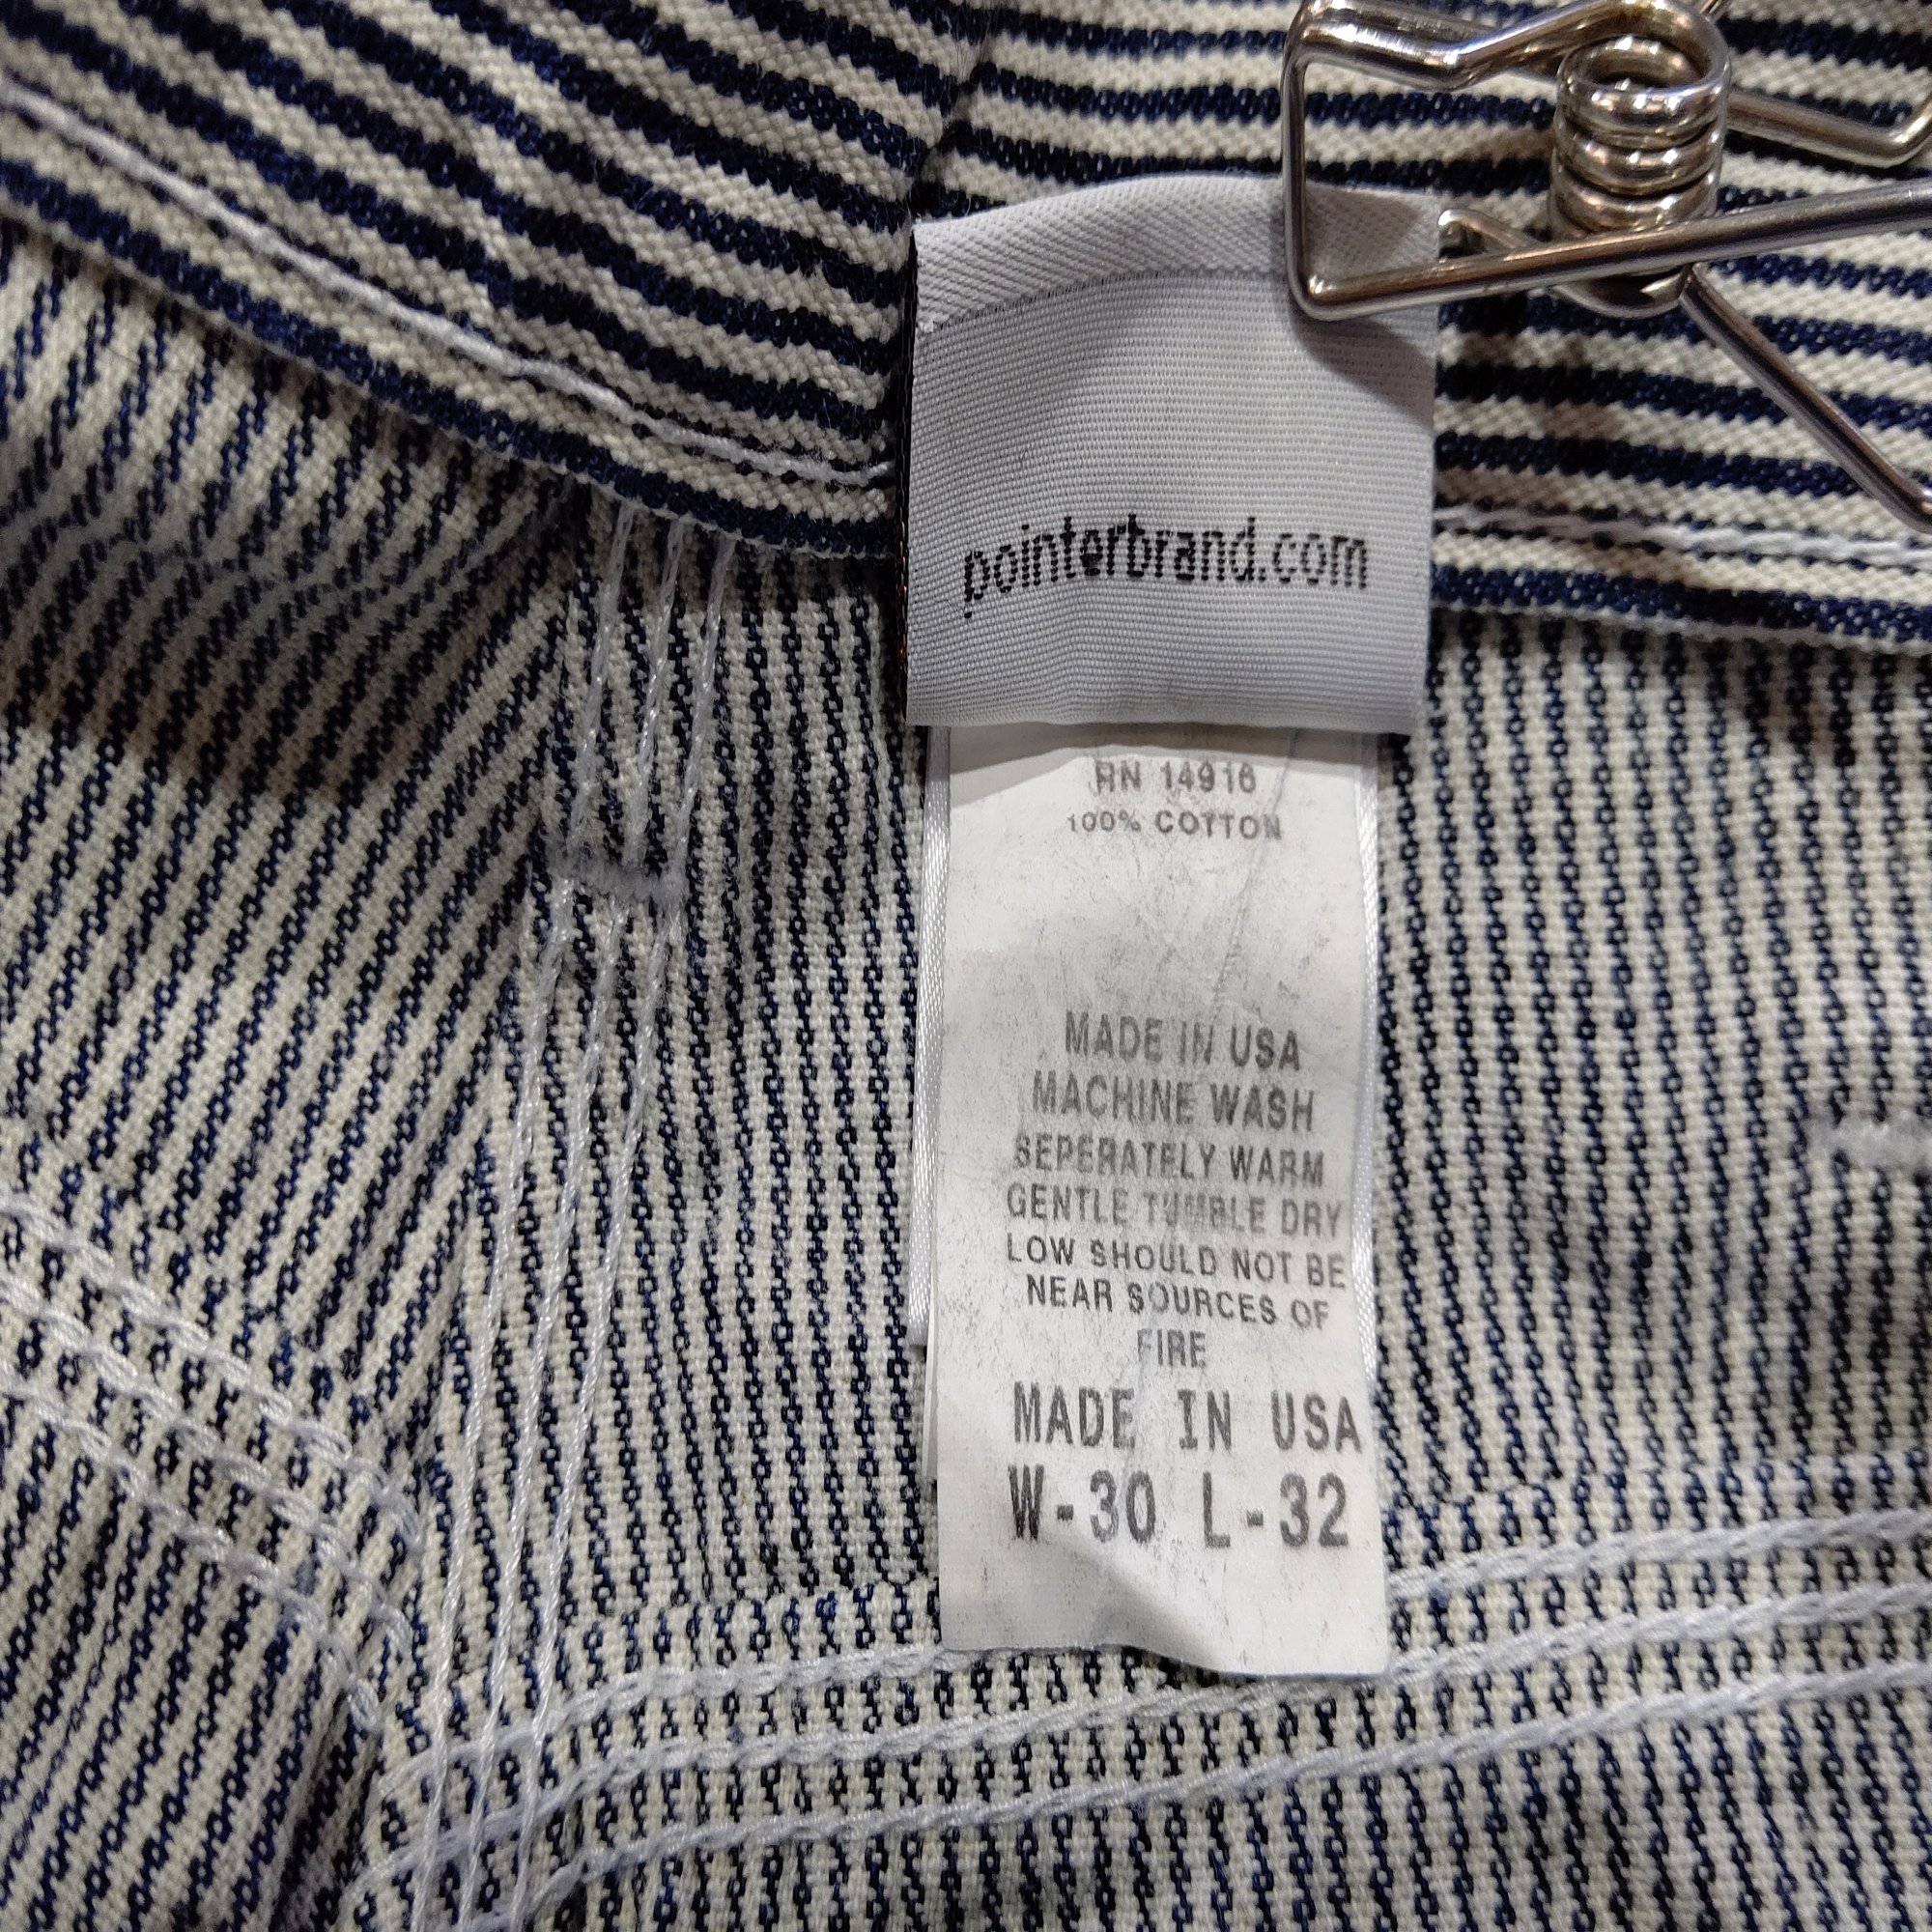 pointerbrand.com
RN 14916
100% COTTON
MADE IN USA
MACHINE WASH
SEPERATELY WARM
GENTLE TUMBLE DRY
LOW SHOULD NOT BE
NEAR SOURCES OF
FIRE
MADE IN USA
W-30 L-32